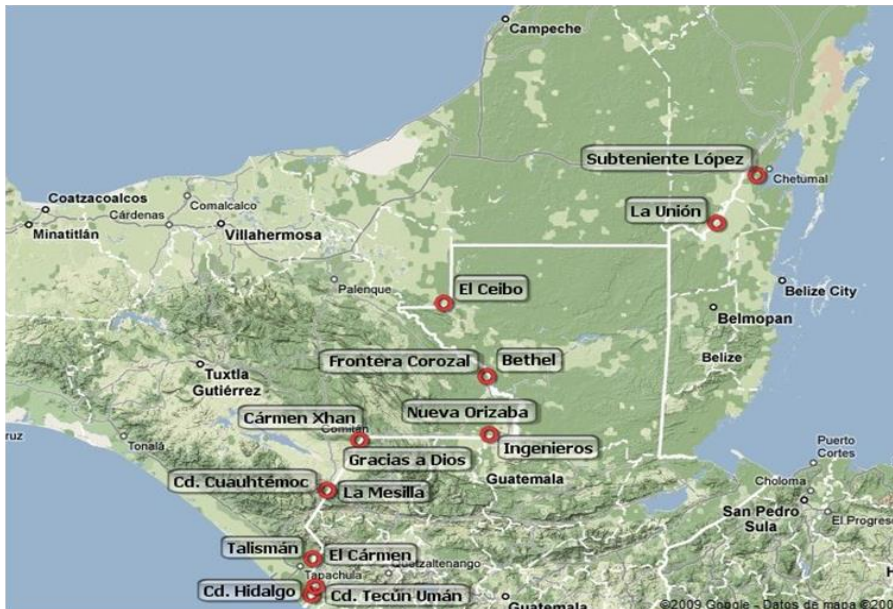 Campeche
Subteniente López
Chetumal
La Unión
Coatzacoalcos
Comalcalco
Cárdenas
Minatitlán
Villahermosa
Palenque
El Ceibo
Belize City
Belmopan
Frontera Corozal
Bethel
Belize
Tuxtla
Gutiérrez
Nueva Orizaba
Cármen Xhan
Comitán
Tonalá
Ingenieros
Gracias a Dios
Puerto
Cortes
Guatemala
Cd. Cuauhtémoc
La Mesilla
Choloma
San Pedro
Sula
El Progreso
Talismán
El Cármen
Tapachula
Cd. Hidalgo
Cd. Tecún Umán
Guatemala
©2009 Google - Datos de mapa ©200